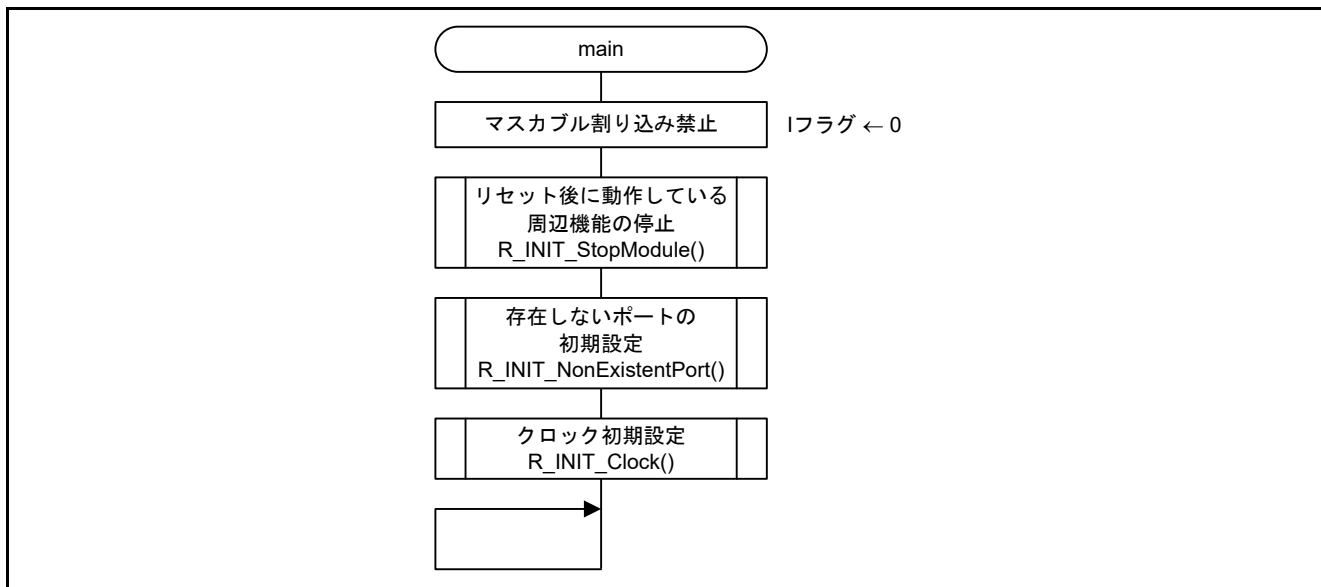 main
マスカブル割り込み禁止
Iフラグ ← 0
リセット後に動作している
周辺機能の停止
R_INIT_StopModule()
存在しないポートの
初期設定
R_INIT_NonExistentPort()
クロック初期設定
R_INIT_Clock()